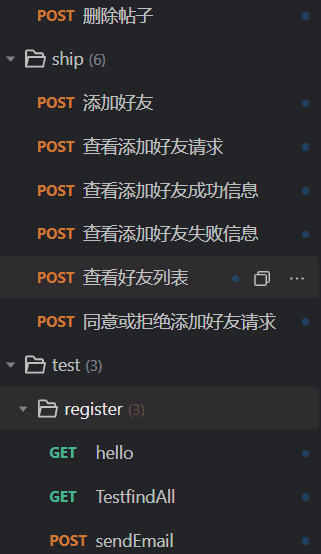 POST 删除帖子
ship (6)
POST 添加好友
POST 查看添加好友请求
POST 查看添加好友成功信息
POST 查看添加好友失败信息
POST 查看好友列表
POST 同意或拒绝添加好友请求
test (3)
register (3)
GET hello
GET TestfindAll
POST sendEmail